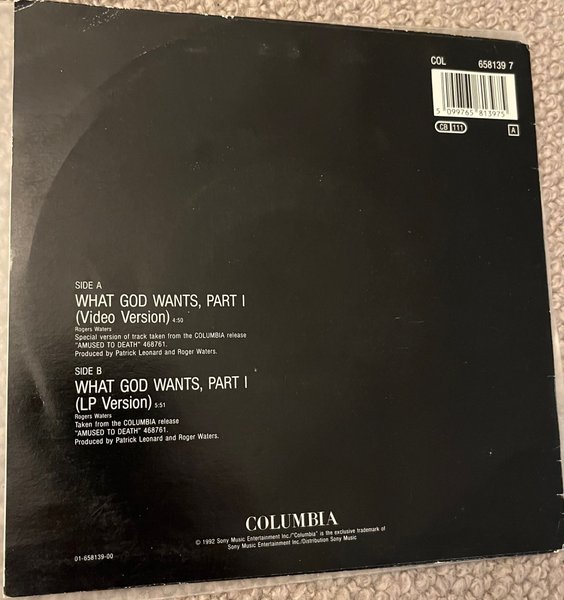 COL 658139 7
5 099765 813975
CB 111
A
SIDE A
WHAT GOD WANTS, PART I
(Video Version) 4:50
Rogers Waters
Special version of track taken from the COLUMBIA release
"AMUSED TO DEATH" 468761.
Produced by Patrick Leonard and Roger Waters.
SIDE B
WHAT GOD WANTS, PART I
(LP Version) 5:51
Rogers Waters
Taken from the COLUMBIA release
"AMUSED TO DEATH" 468761.
Produced by Patrick Leonard and Roger Waters.
COLUMBIA
© 1992 Sony Music Entertainment Inc./"Columbia" is the exclusive trademark of
Sony Music Entertainment Inc./Distribution Sony Music
01-658139-00